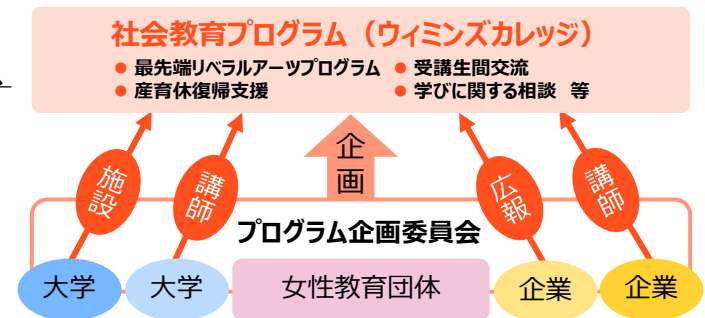 社会教育プログラム（ウィミンズカレッジ）
● 最先端リベラルアーツプログラム ● 受講生間交流
● 産育休復帰支援 ● 学びに関する相談 等
施設
講師
企画
広報
講師
プログラム企画委員会
大学
大学
女性教育団体
企業
企業